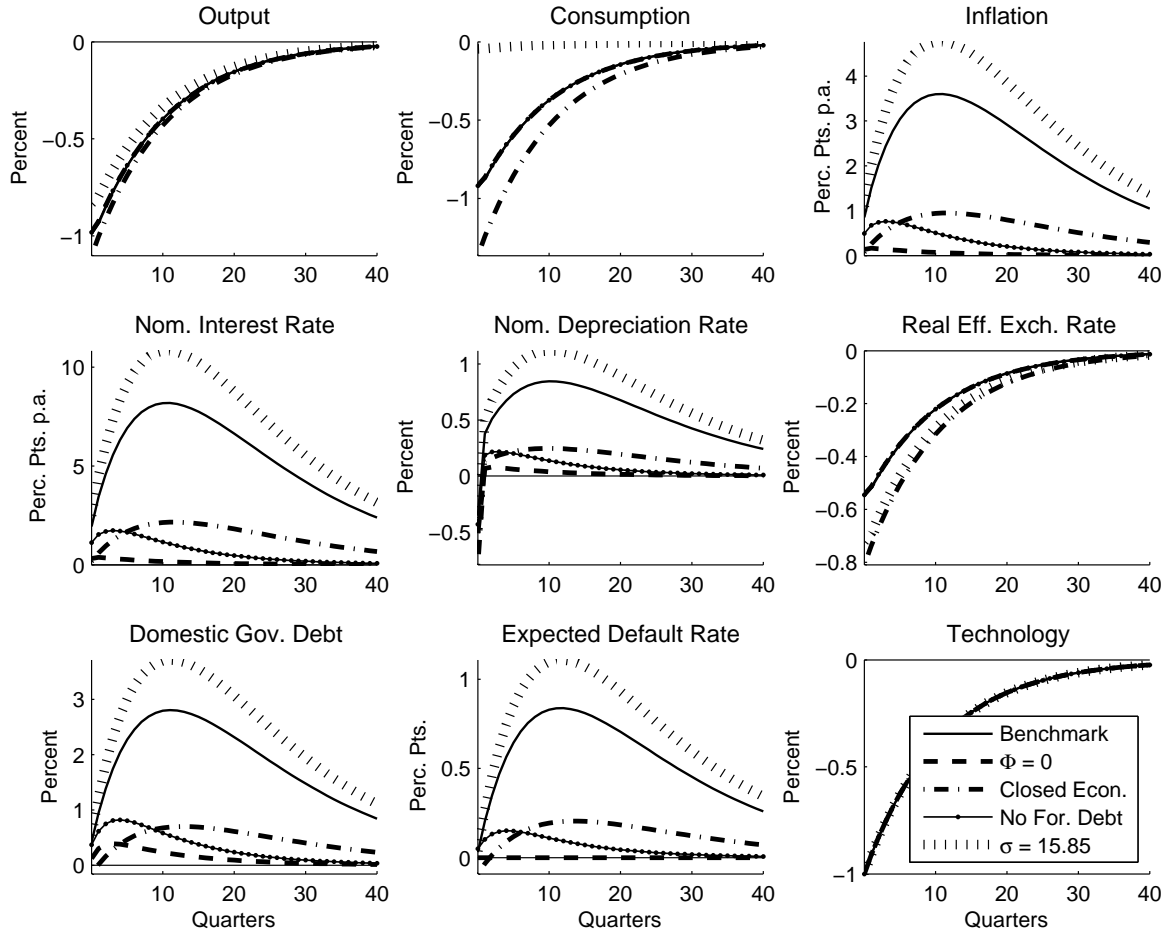 Output
Consumption
Inflation
Percent
0
−0.5
−1
10
20
30
40
Percent
0
−0.5
−1
10
20
30
40
Perc. Pts. p.a.
4
3
2
1
0
10
20
30
40
Nom. Interest Rate
Nom. Depreciation Rate
Real Eff. Exch. Rate
Perc. Pts. p.a.
10
5
0
10
20
30
40
Percent
1
0.5
0
−0.5
10
20
30
40
Percent
0
−0.2
−0.4
−0.6
−0.8
10
20
30
40
Domestic Gov. Debt
Expected Default Rate
Technology
Percent
3
2
1
0
10
20
30
40
Quarters
Perc. Pts.
1
0.5
0
10
20
30
40
Quarters
Percent
0
−0.5
−1
10
20
30
40
Quarters
Benchmark
Φ = 0
Closed Econ.
No For. Debt
σ = 15.85